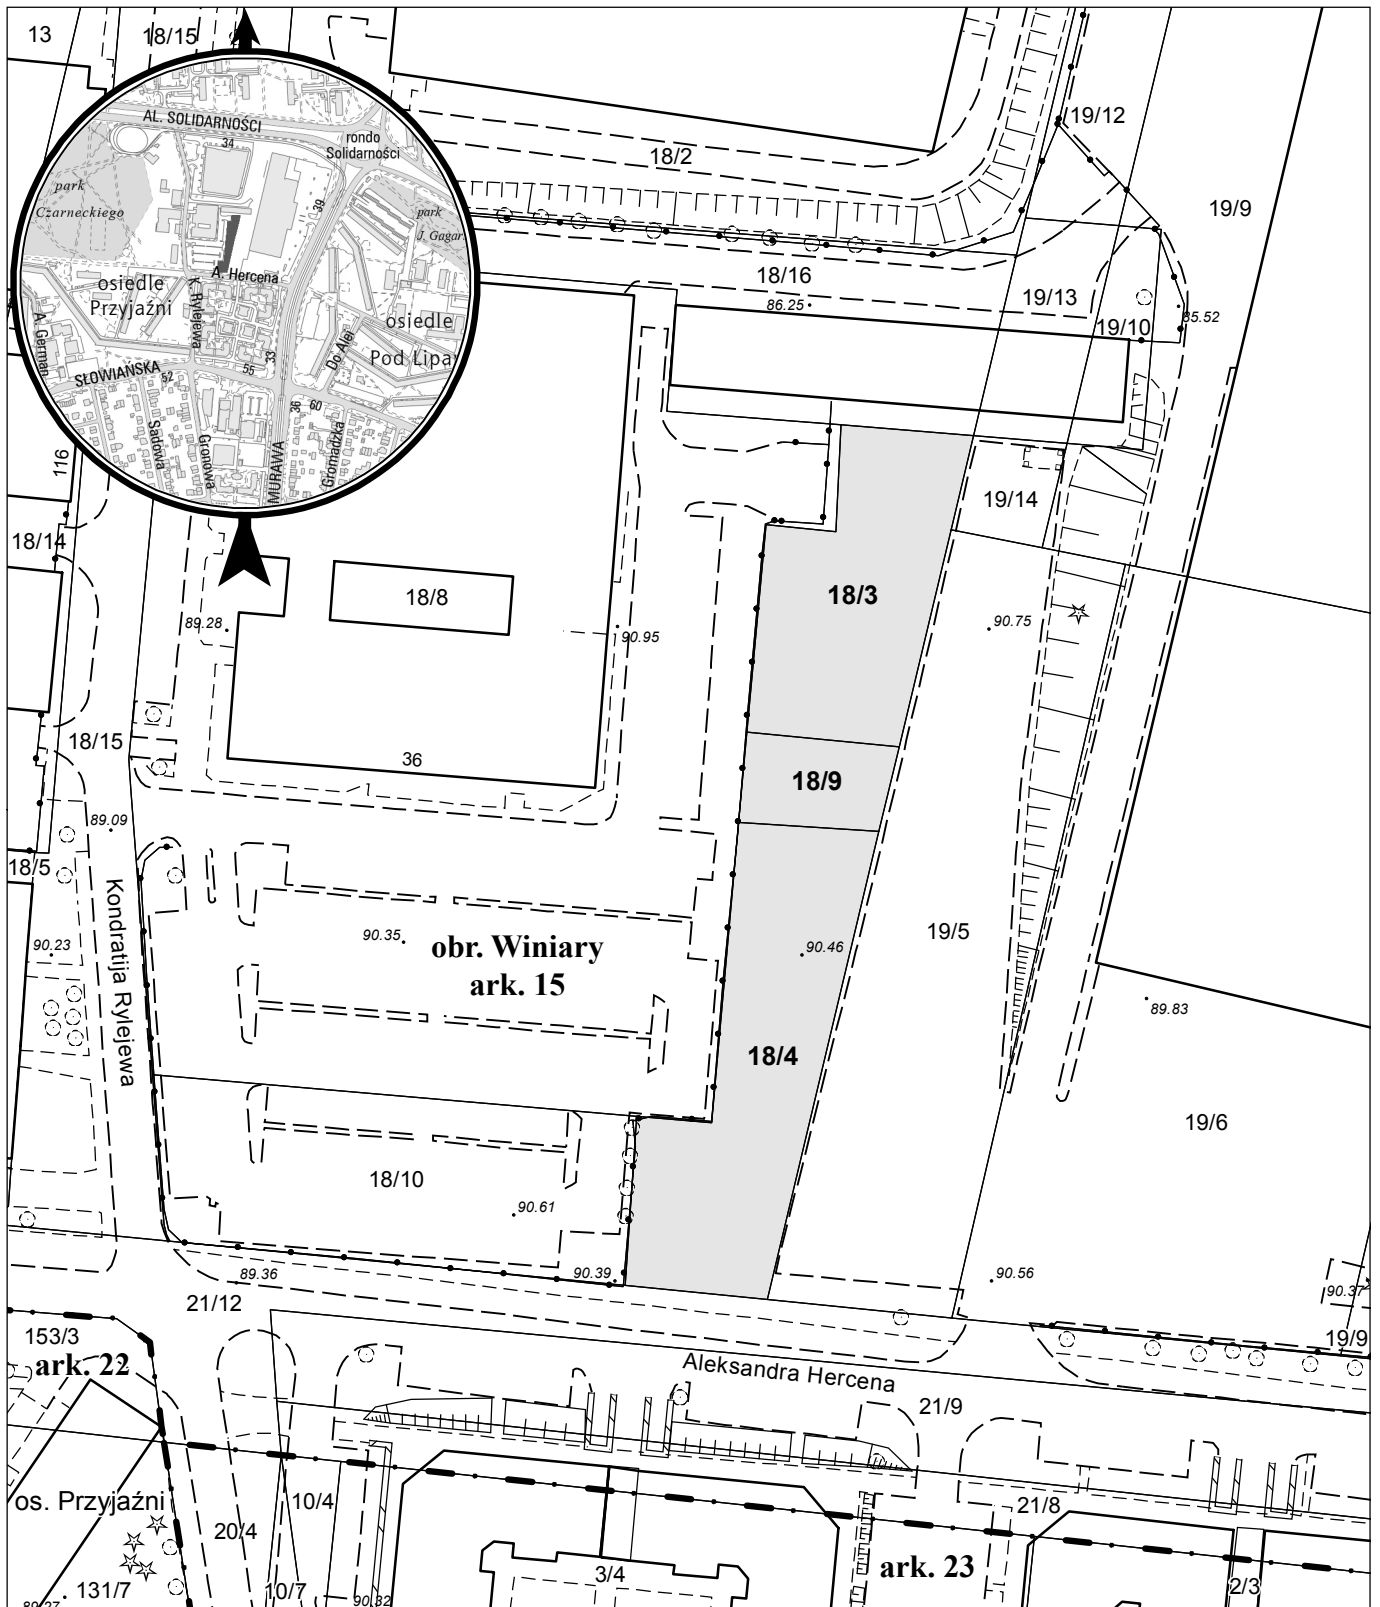 13
18/15
19/12
18/2
19/9
18/16
86.25
19/13
19/10
85.52
AL. SOLIDARNOŚCI
34
rondo
Solidarności
park
Czarneckiego
39
park
J. Gagar
A. Hercena
osiedle
Przyjaźni
K. Rylejewa
osiedle
Pod Lipa
A. German
Do Alei
33
SŁOWIAŃSKA
52
55
36
60
Sadowa
Gronowa
MURAWA
Gromadzka
116
18/14
19/14
18/8
18/3
89.28
90.95
90.75
18/15
36
18/9
89.09
18/5
Kondratija Rylejewa
90.23
90.35
obr. Winiary
ark. 15
90.46
19/5
89.83
18/4
19/6
18/10
90.61
90.39
89.36
90.56
90.37
21/12
153/3
ark. 22
19/9
Aleksandra Hercena
21/9
os. Przyjaźni
10/4
20/4
21/8
ark. 23
131/7
10/7
90.32
3/4
2/3